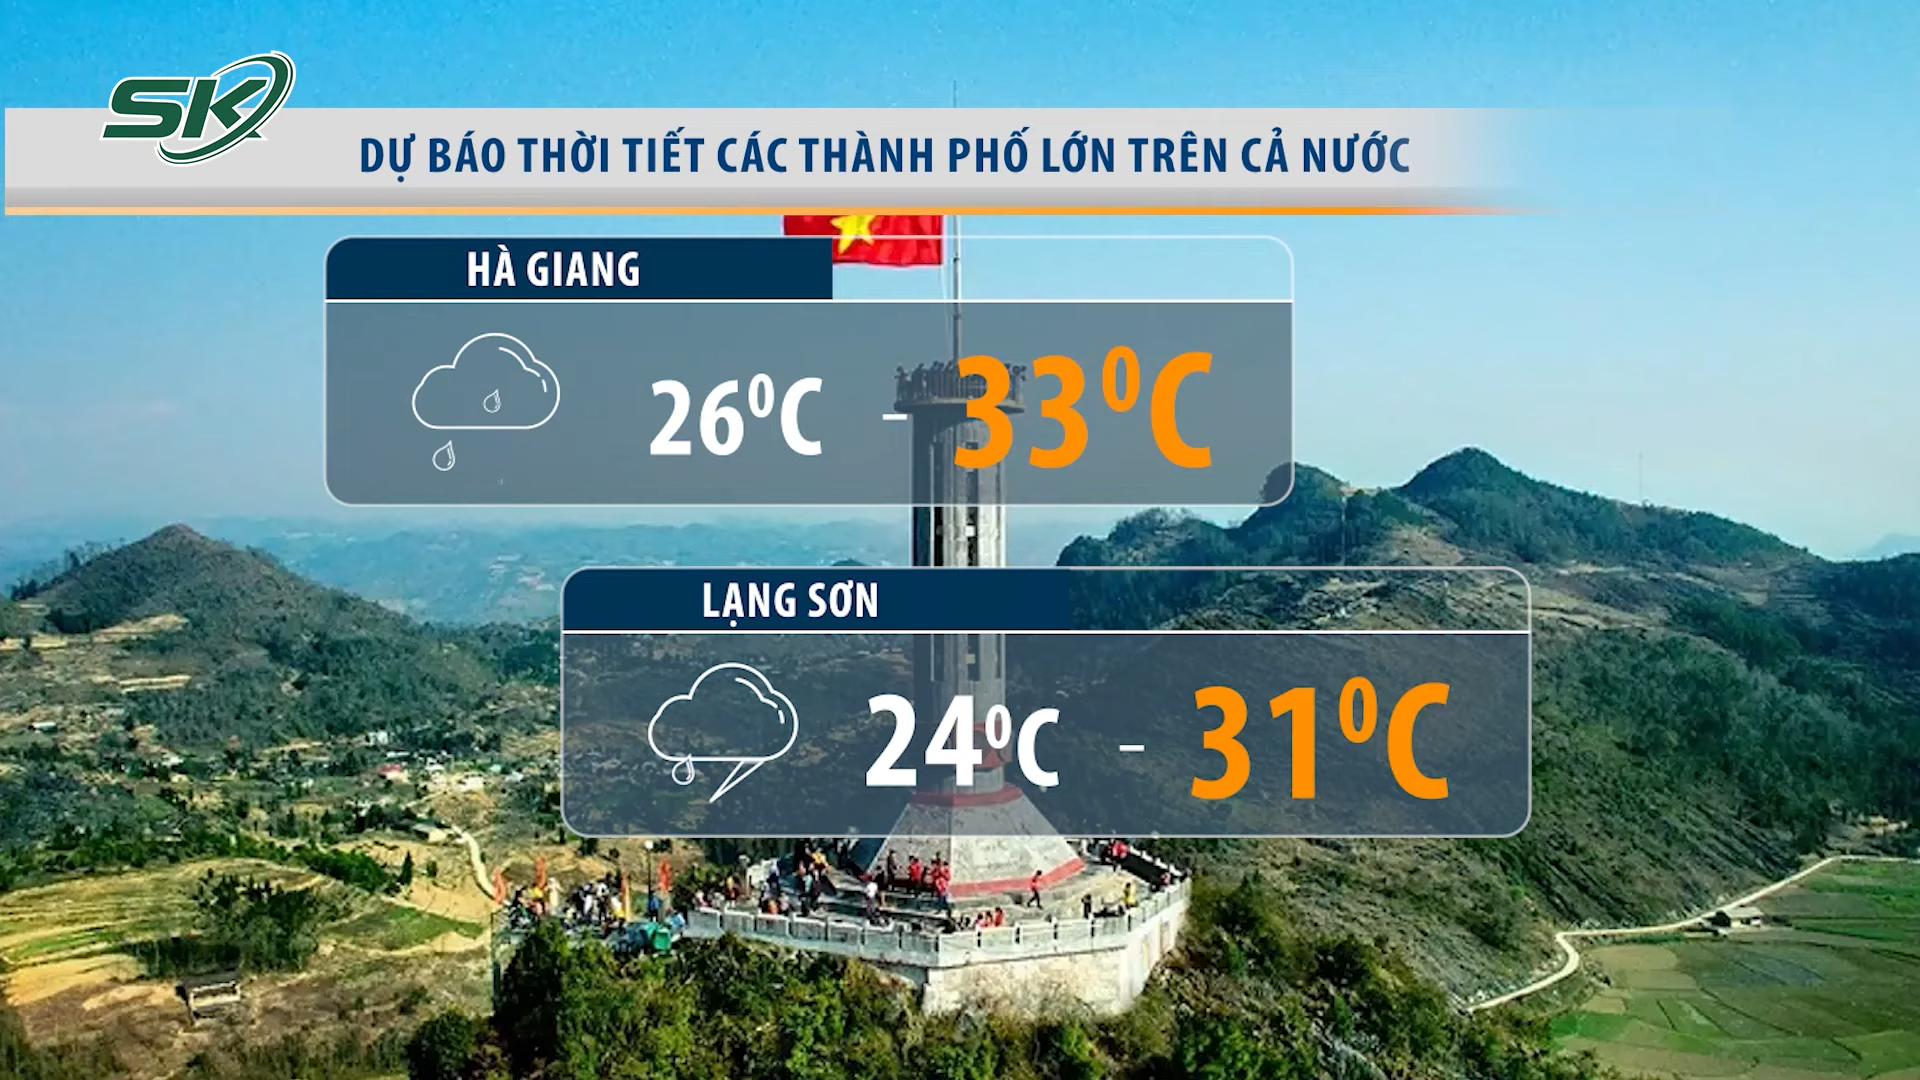 SK
DỰ BÁO THỜI TIẾT CÁC THÀNH PHỐ LỚN TRÊN CẢ NƯỚC
HÀ GIANG
26⁰C - 33⁰C
LẠNG SƠN
24⁰C - 31⁰C